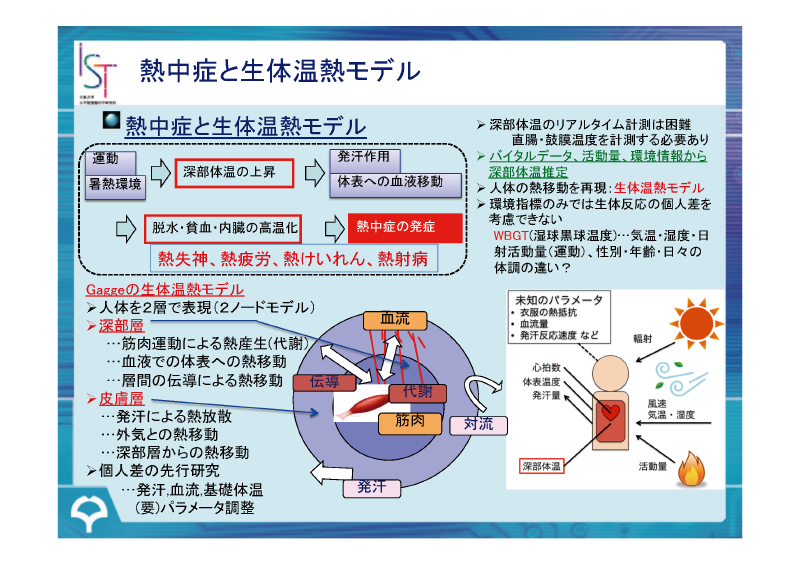 IST
熱中症と生体温熱モデル
熱中症と生体温熱モデル
運動
暑熱環境
深部体温の上昇
発汗作用
体表への血液移動
脱水・貧血・内臓の高温化
熱中症の発症
熱失神、熱疲労、熱けいれん、熱射病
➢深部体温のリアルタイム計測は困難
直腸・鼓膜温度を計測する必要あり
➢バイタルデータ、活動量、環境情報から
深部体温推定
➢人体の熱移動を再現：生体温熱モデル
➢環境指標のみでは生体反応の個人差を
考慮できない
WBGT(湿球黒球温度)…気温・湿度・日
射活動量（運動）、性別・年齢・日々の
体調の違い？
Gaggeの生体温熱モデル
➢人体を２層で表現（２ノードモデル）
➢深部層
…筋肉運動による熱産生(代謝)
…血液での体表への熱移動
…層間の伝導による熱移動
➢皮膚層
…発汗による熱放散
…外気との熱移動
…深部層からの熱移動
➢個人差の先行研究
…発汗,血流,基礎体温
(要)パラメータ調整
血流
伝導
代謝
筋肉
対流
発汗
未知のパラメータ
• 衣服の熱抵抗
• 血流量
• 発汗反応速度 など
輻射
心拍数
体表温度
発汗量
風速
気温・湿度
深部体温
活動量